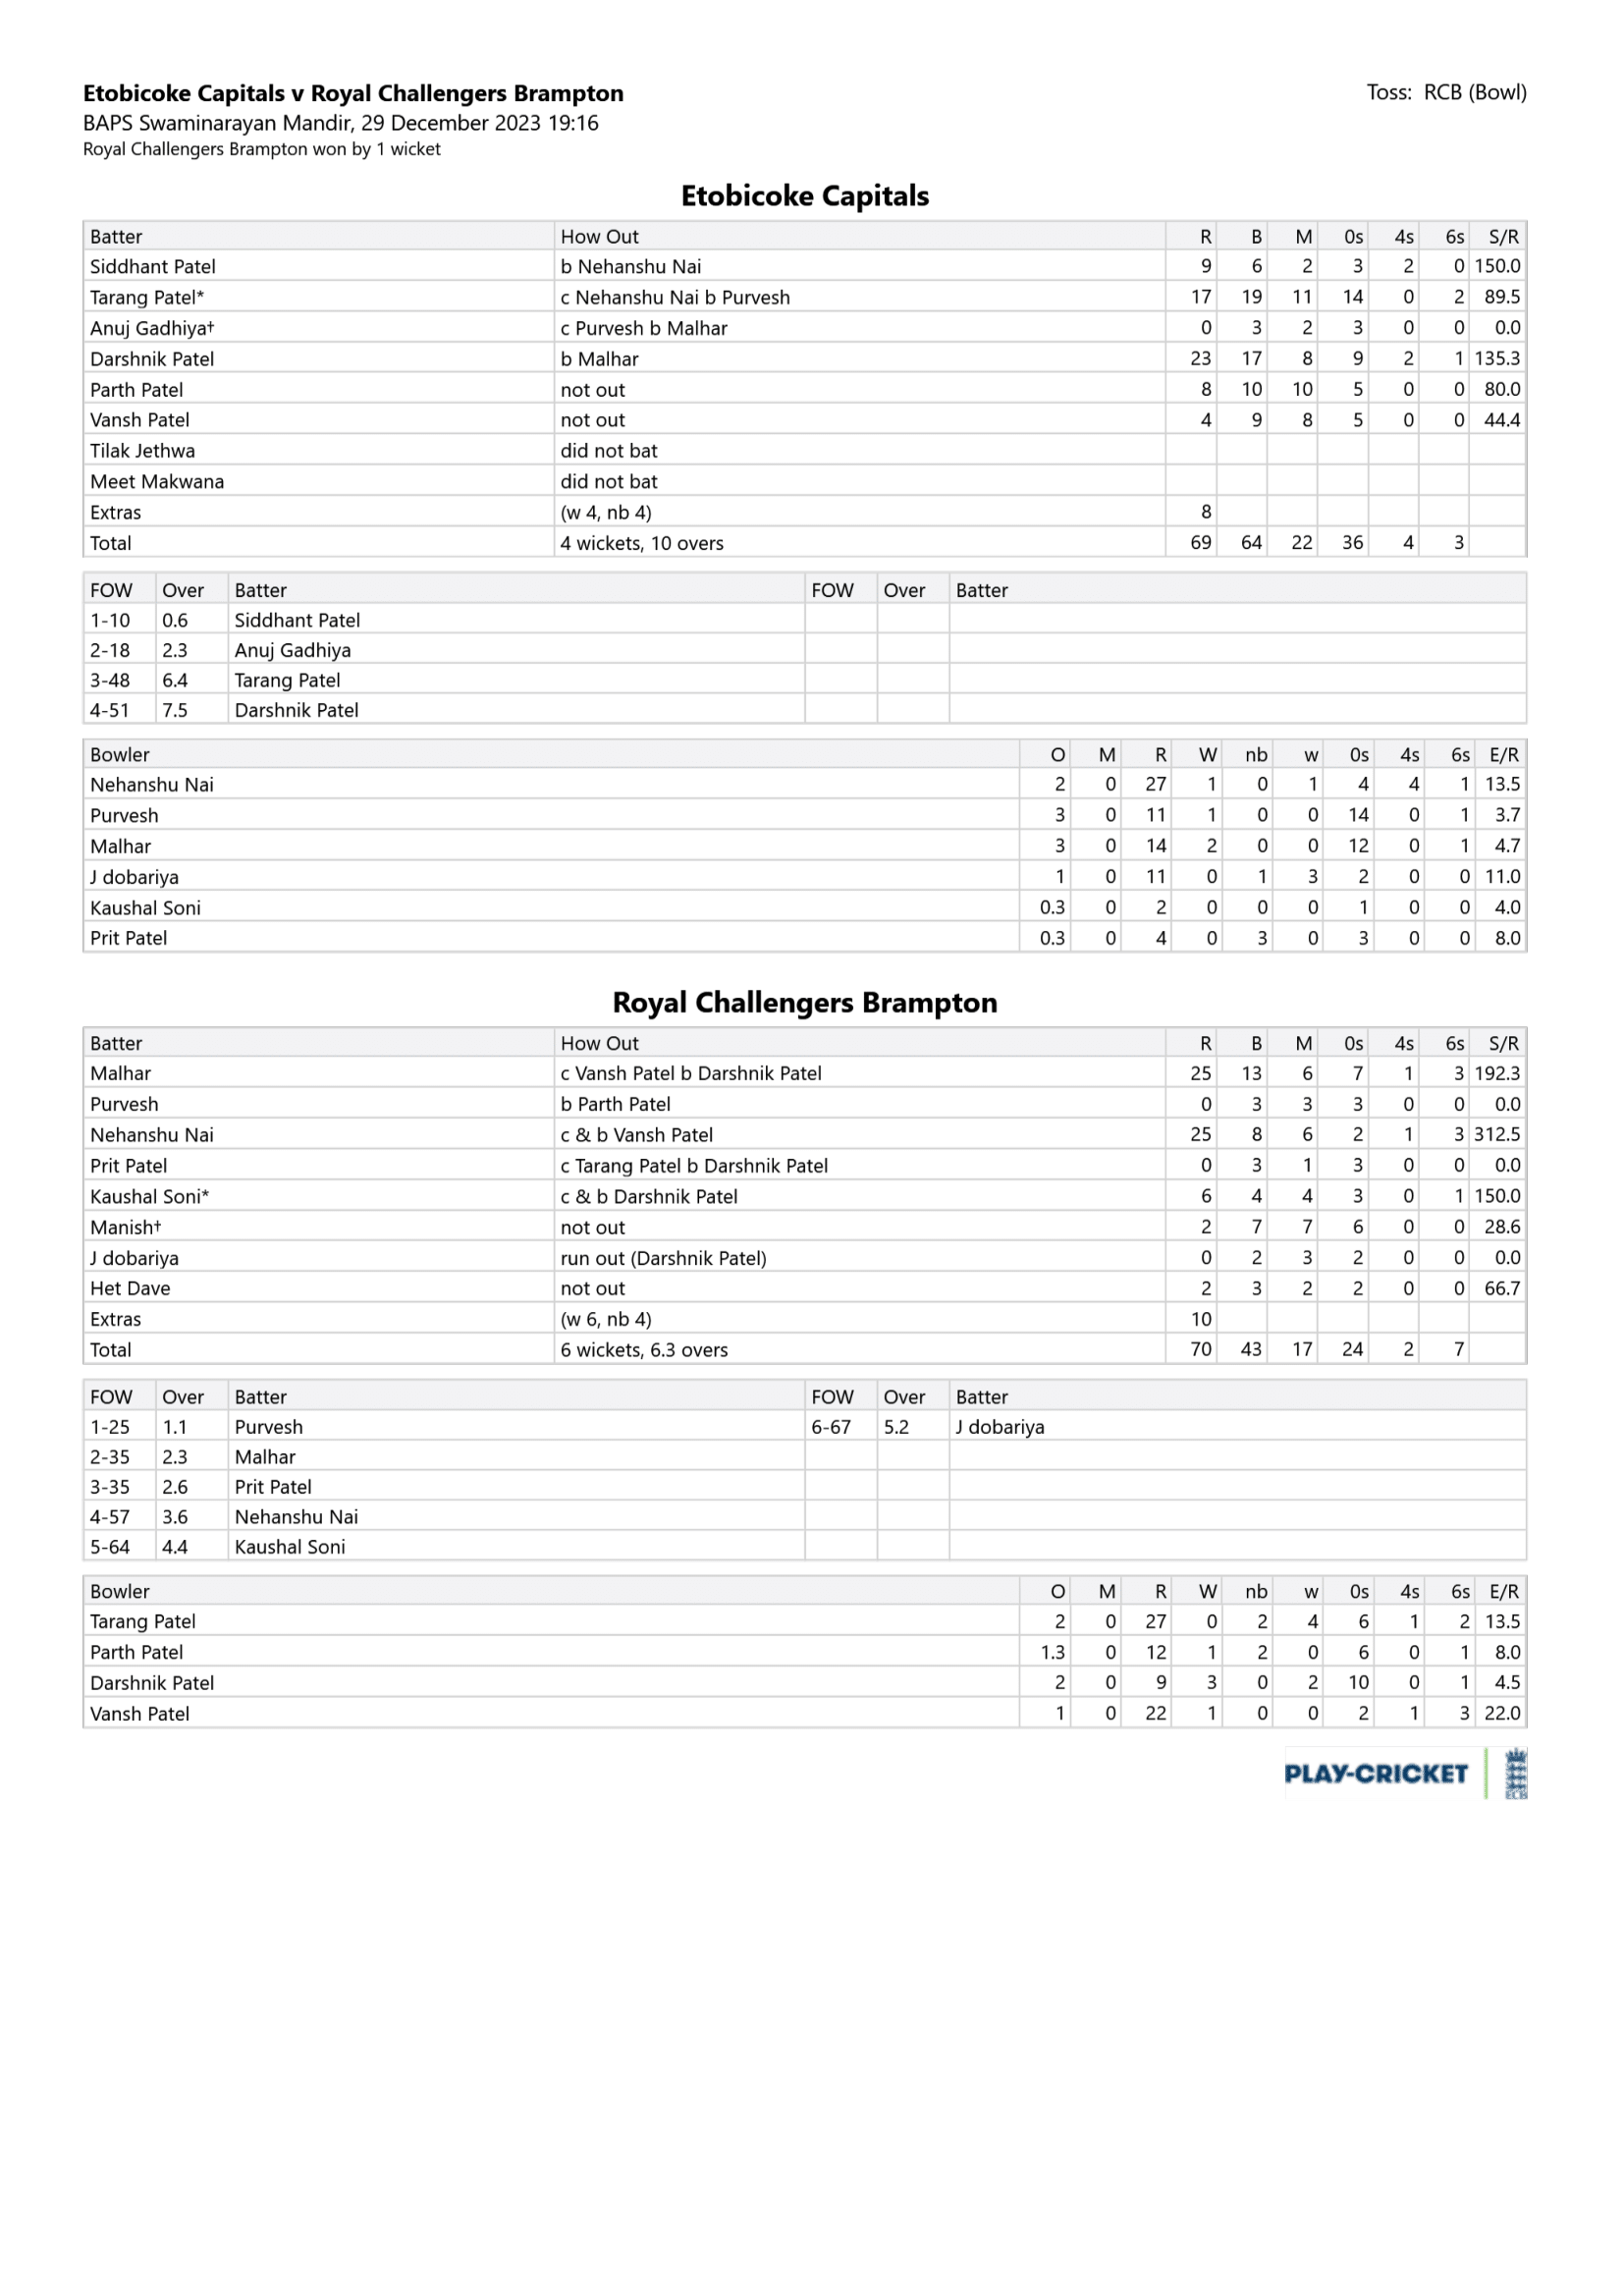 Etobicoke Capitals v Royal Challengers Brampton
Toss: RCB (Bowl)
BAPS Swaminarayan Mandir, 29 December 2023 19:16
Royal Challengers Brampton won by 1 wicket
Etobicoke Capitals
Batter How Out R B M 0s 4s 6s S/R
Siddhant Patel b Nehanshu Nai 9 6 2 3 2 0 150.0
Tarang Patel* c Nehanshu Nai b Purvesh 17 19 11 14 0 2 89.5
Anuj Gadhiya† c Purvesh b Malhar 0 3 2 3 0 0 0.0
Darshnik Patel b Malhar 23 17 8 9 2 1 135.3
Parth Patel not out 8 10 10 5 0 0 80.0
Vansh Patel not out 4 9 8 5 0 0 44.4
Tilak Jethwa did not bat
Meet Makwana did not bat
Extras (w 4, nb 4) 8
Total 4 wickets, 10 overs 69 64 22 36 4 3
FOW Over Batter FOW Over Batter
1-10 0.6 Siddhant Patel
2-18 2.3 Anuj Gadhiya
3-48 6.4 Tarang Patel
4-51 7.5 Darshnik Patel
Bowler O M R W nb w 0s 4s 6s E/R
Nehanshu Nai 2 0 27 1 0 1 4 4 1 13.5
Purvesh 3 0 11 1 0 0 14 0 1 3.7
Malhar 3 0 14 2 0 0 12 0 1 4.7
J dobariya 1 0 11 0 1 3 2 0 0 11.0
Kaushal Soni 0.3 0 2 0 0 0 1 0 0 4.0
Prit Patel 0.3 0 4 0 3 0 3 0 0 8.0
Royal Challengers Brampton
Batter How Out R B M 0s 4s 6s S/R
Malhar c Vansh Patel b Darshnik Patel 25 13 6 7 1 3 192.3
Purvesh b Parth Patel 0 3 3 3 0 0 0.0
Nehanshu Nai c & b Vansh Patel 25 8 6 2 1 3 312.5
Prit Patel c Tarang Patel b Darshnik Patel 0 3 1 3 0 0 0.0
Kaushal Soni* c & b Darshnik Patel 6 4 4 3 0 1 150.0
Manish† not out 2 7 7 6 0 0 28.6
J dobariya run out (Darshnik Patel) 0 2 3 2 0 0 0.0
Het Dave not out 2 3 2 2 0 0 66.7
Extras (w 6, nb 4) 10
Total 6 wickets, 6.3 overs 70 43 17 24 2 7
FOW Over Batter FOW Over Batter
1-25 1.1 Purvesh 6-67 5.2 J dobariya
2-35 2.3 Malhar
3-35 2.6 Prit Patel
4-57 3.6 Nehanshu Nai
5-64 4.4 Kaushal Soni
Bowler O M R W nb w 0s 4s 6s E/R
Tarang Patel 2 0 27 0 2 4 6 1 2 13.5
Parth Patel 1.3 0 12 1 2 0 6 0 1 8.0
Darshnik Patel 2 0 9 3 0 2 10 0 1 4.5
Vansh Patel 1 0 22 1 0 0 2 1 3 22.0
PLAY-CRICKET ECB